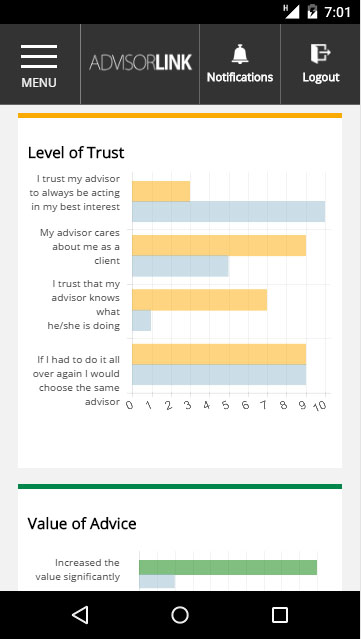 H 7:01
MENU
ADVISORLINK
Notifications
Logout
Level of Trust
I trust my advisor
to always be acting
in my best interest
My advisor cares
about me as a
client
I trust that my
advisor knows
what
he/she is doing
If I had to do it all
over again I would
choose the same
advisor
0 1 2 3 4 5 6 7 8 9 10
Value of Advice
Increased the
value significantly